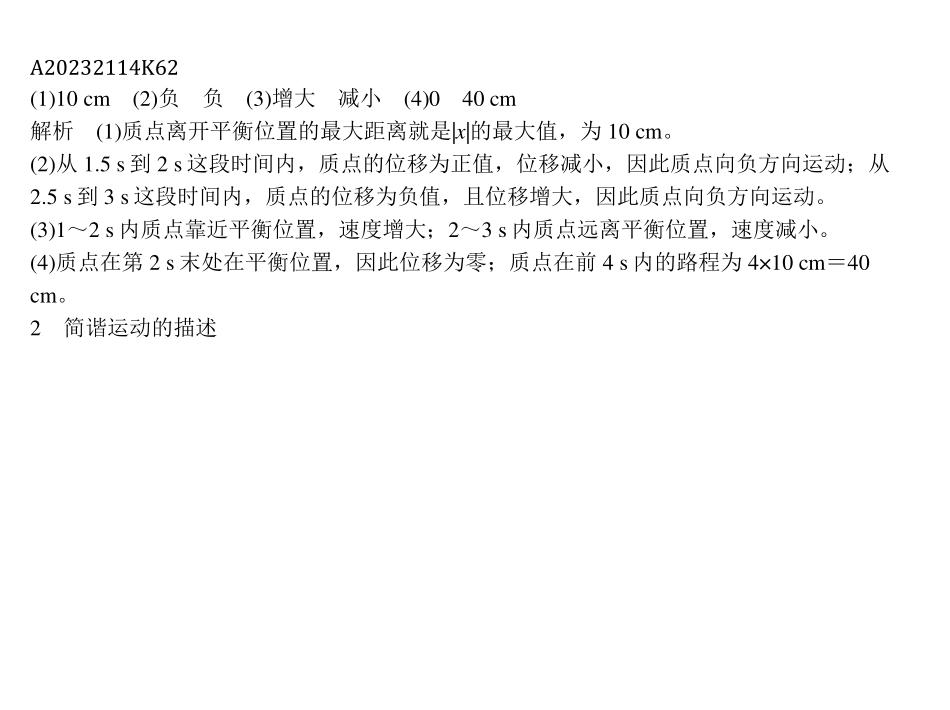 A20232114K62
(1)10 cm　(2)负　负　(3)增大　减小　(4)0　40 cm
解析　(1)质点离开平衡位置的最大距离就是|x|的最大值，为 10 cm。
(2)从 1.5 s 到 2 s 这段时间内，质点的位移为正值，位移减小，因此质点向负方向运动；从
2.5 s 到 3 s 这段时间内，质点的位移为负值，且位移增大，因此质点向负方向运动。
(3)1～2 s 内质点靠近平衡位置，速度增大；2～3 s 内质点远离平衡位置，速度减小。
(4)质点在第 2 s 末处在平衡位置，因此位移为零；质点在前 4 s 内的路程为 4×10 cm＝40
cm。
2　简谐运动的描述